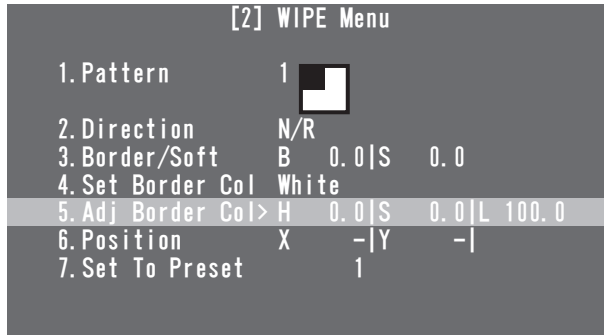 [2] WIPE Menu
1.Pattern 1
2.Direction N/R
3.Border/Soft B 0.0|S 0.0
4.Set Border Col White
5.Adj Border Col> H 0.0|S 0.0|L 100.0
6.Position X -|Y -|
7.Set To Preset 1